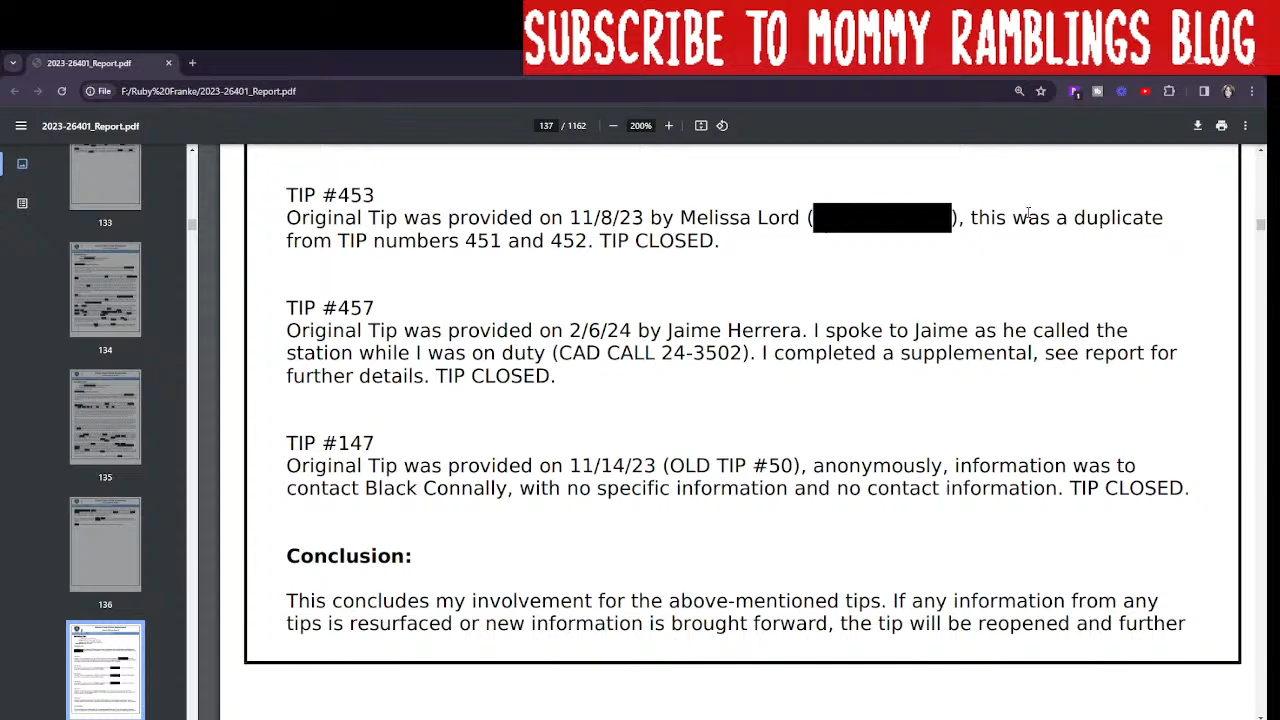 SUBSCRIBE TO MOMMY RAMBLINGS BLOG
2023-26401_Report.pdf
File F:/Ruby%20Franke/2023-26401_Report.pdf
2023-26401_Report.pdf 137 / 1162 200%
133
134
135
136
TIP #453
Original Tip was provided on 11/8/23 by Melissa Lord ( ), this was a duplicate
from TIP numbers 451 and 452. TIP CLOSED.
TIP #457
Original Tip was provided on 2/6/24 by Jaime Herrera. I spoke to Jaime as he called the
station while I was on duty (CAD CALL 24-3502). I completed a supplemental, see report for
further details. TIP CLOSED.
TIP #147
Original Tip was provided on 11/14/23 (OLD TIP #50), anonymously, information was to
contact Black Connally, with no specific information and no contact information. TIP CLOSED.
Conclusion:
This concludes my involvement for the above-mentioned tips. If any information from any
tips is resurfaced or new information is brought forward, the tip will be reopened and further